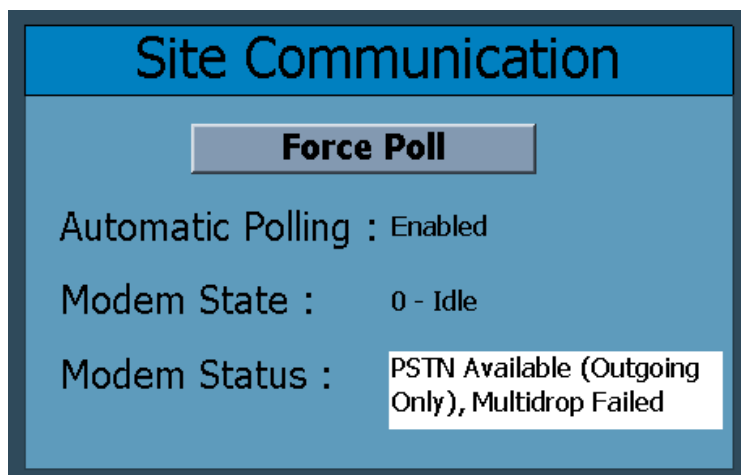 Site Communication
Force Poll
Automatic Polling : Enabled
Modem State : 0 - Idle
Modem Status : PSTN Available (Outgoing
Only), Multidrop Failed